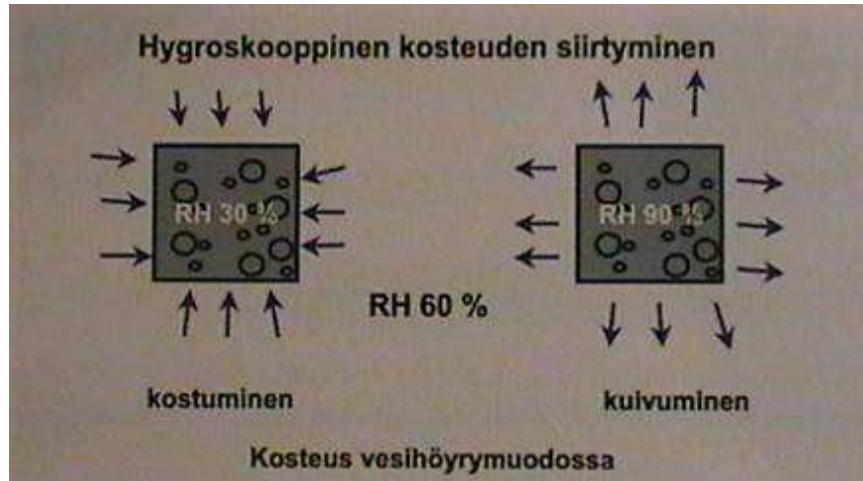 Hygroskooppinen kosteuden siirtyminen
RH 30 %
RH 90 %
RH 60 %
kostuminen
kuivuminen
Kosteus vesihöyrymuodossa